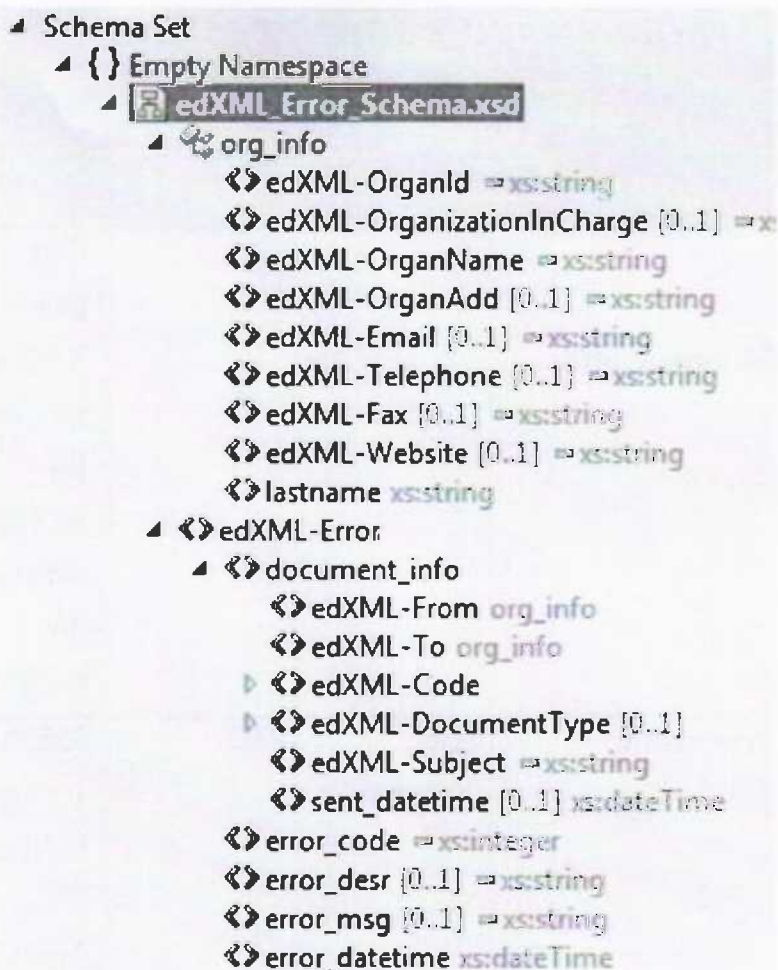 Schema Set
{ } Empty Namespace
edXML_Error_Schema.xsd
org_info
edXML-OrganId xs:string
edXML-OrganizationInCharge [0..1] xs
edXML-OrganName xs:string
edXML-OrganAdd [0..1] xs:string
edXML-Email [0..1] xs:string
edXML-Telephone [0..1] xs:string
edXML-Fax [0..1] xs:string
edXML-Website [0..1] xs:string
lastname xs:string
edXML-Error
document_info
edXML-From org_info
edXML-To org_info
edXML-Code
edXML-DocumentType [0..1]
edXML-Subject xs:string
sent_datetime [0..1] xs:dateTime
error_code xs:integer
error_desr [0..1] xs:string
error_msg [0..1] xs:string
error_datetime xs:dateTime